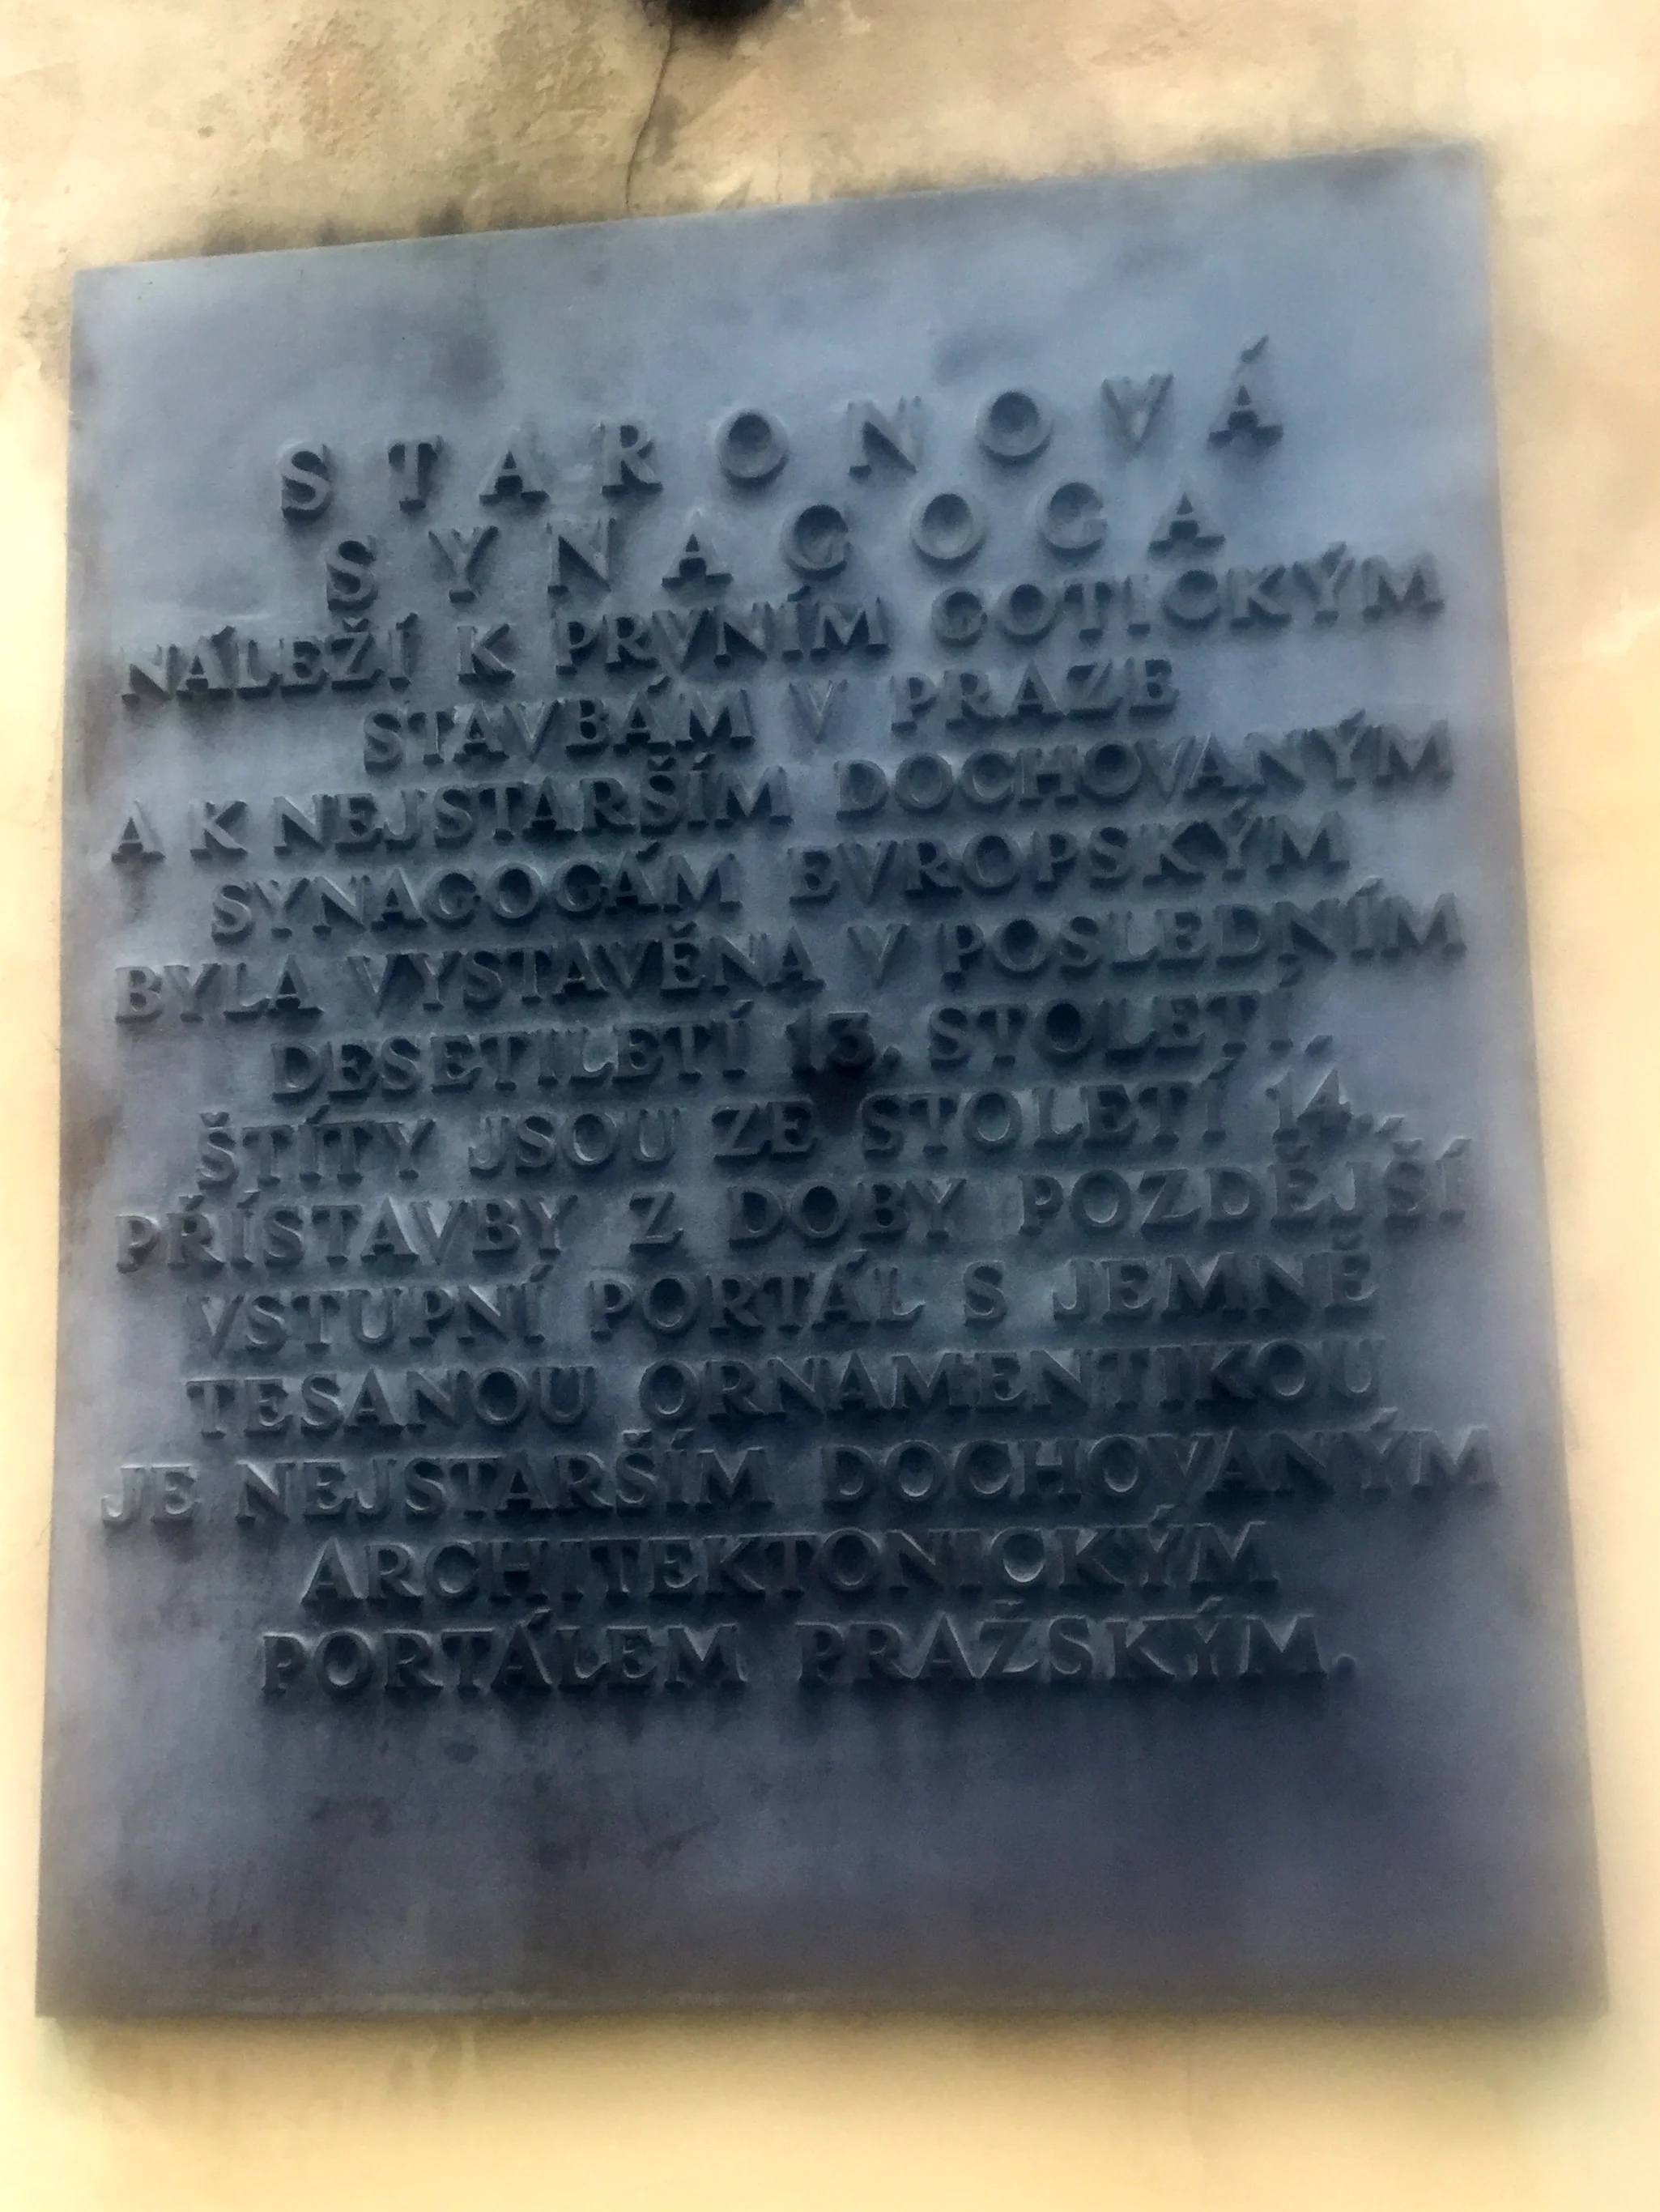 STARONOVÁ
SYNAGOGA
NÁLEŽÍ K PRVNÍM GOTICKÝM
STAVBÁM V PRAZE
A K NEJSTARŠÍM DOCHOVANÝM
SYNAGOGÁM EVROPSKÝM
BYLA VYSTAVĚNA V POSLEDNÍM
DESETILETÍ 13. STOLETÍ,
ŠTÍTY JSOU ZE STOLETÍ 14.,
PŘÍSTAVBY Z DOBY POZDĚJŠÍ
VSTUPNÍ PORTÁL S JEMNĚ
TESANOU ORNAMENTIKOU
JE NEJSTARŠÍM DOCHOVANÝM
ARCHITEKTONICKÝM
PORTÁLEM PRAŽSKÝM.